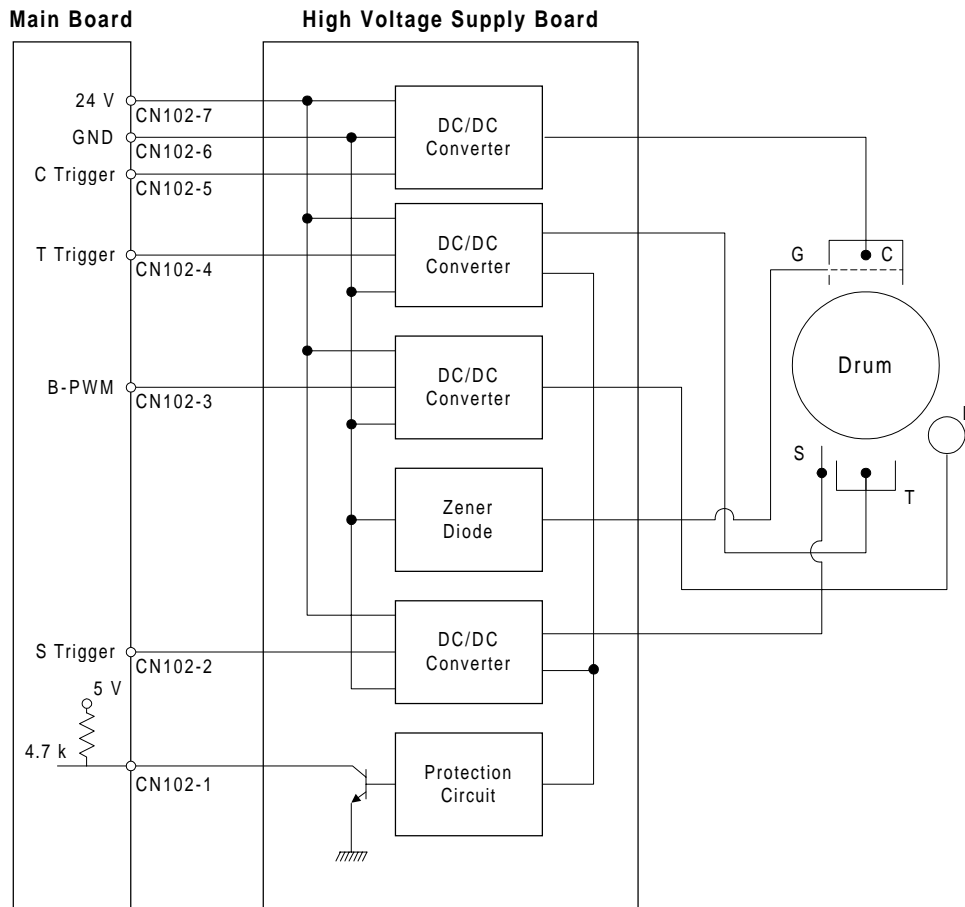 Main Board
High Voltage Supply Board
24 V
CN102-7
GND
CN102-6
C Trigger
CN102-5
DC/DC
Converter
T Trigger
CN102-4
DC/DC
Converter
G
C
B-PWM
CN102-3
DC/DC
Converter
Drum
S
T
Zener
Diode
S Trigger
CN102-2
DC/DC
Converter
5 V
4.7 k
CN102-1
Protection
Circuit